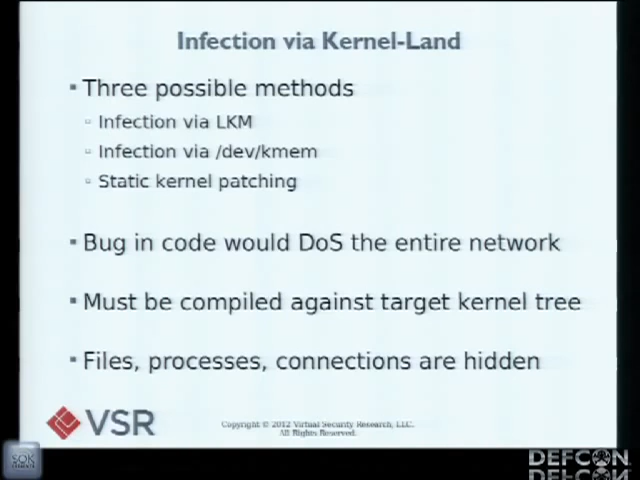 Infection via Kernel-Land
Three possible methods
Infection via LKM
Infection via /dev/kmem
Static kernel patching
Bug in code would DoS the entire network
Must be compiled against target kernel tree
Files, processes, connections are hidden
VSR
Copyright © 2012 Virtual Security Research, LLC.
All Rights Reserved.
SOK
DEFCON